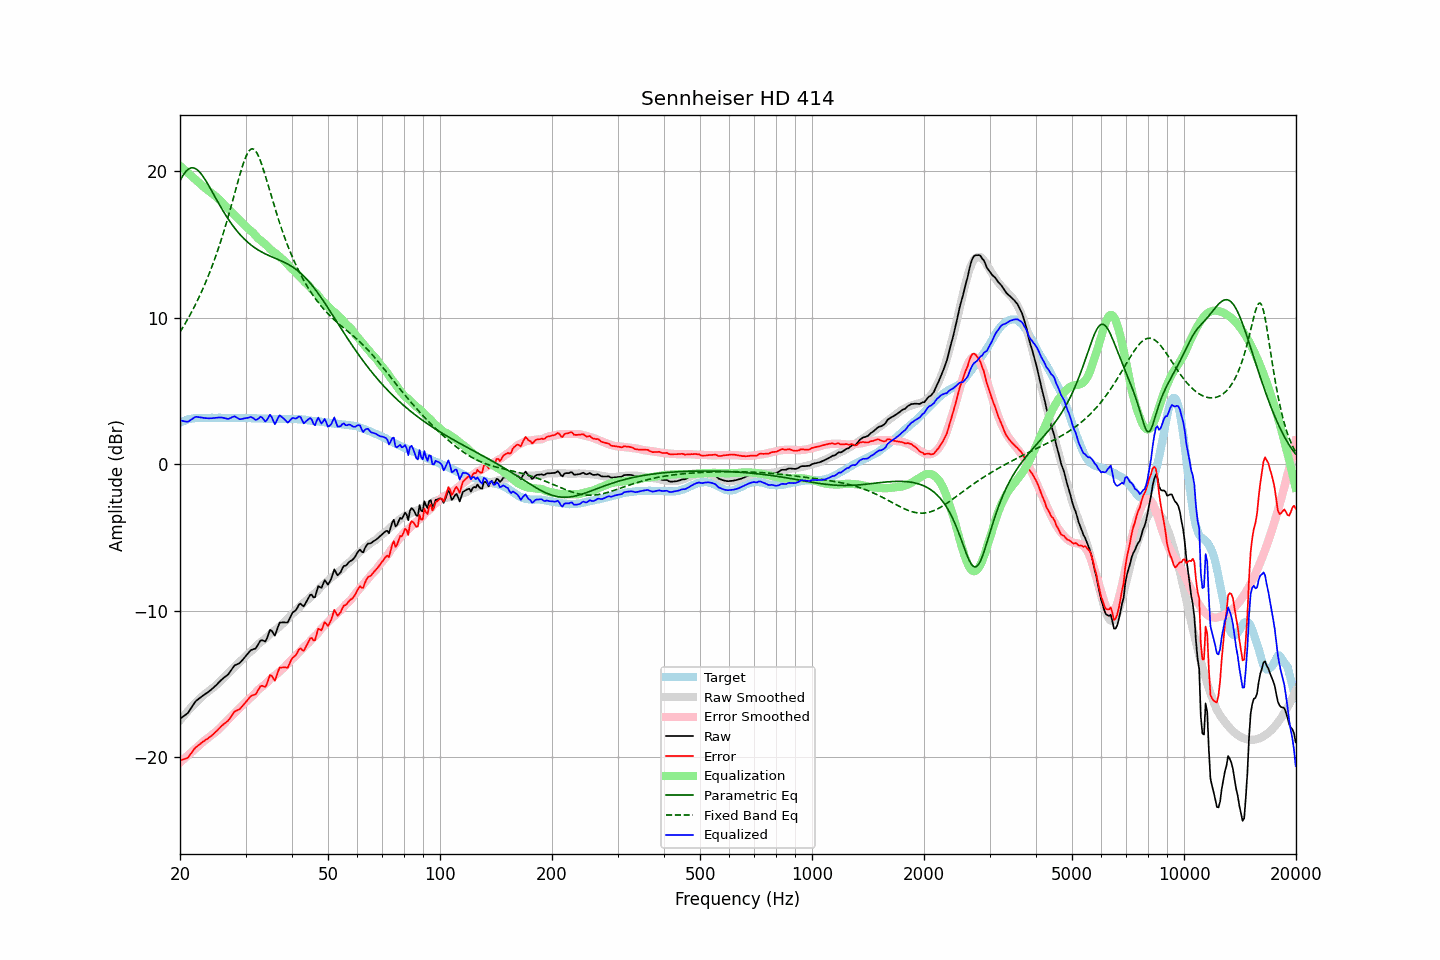 Sennheiser HD 414
Amplitude (dBr)
20
10
0
−10
−20
Target
Raw Smoothed
Error Smoothed
Raw
Error
Equalization
Parametric Eq
Fixed Band Eq
Equalized
20 50 100 200 500 1000 2000 5000 10000 20000
Frequency (Hz)